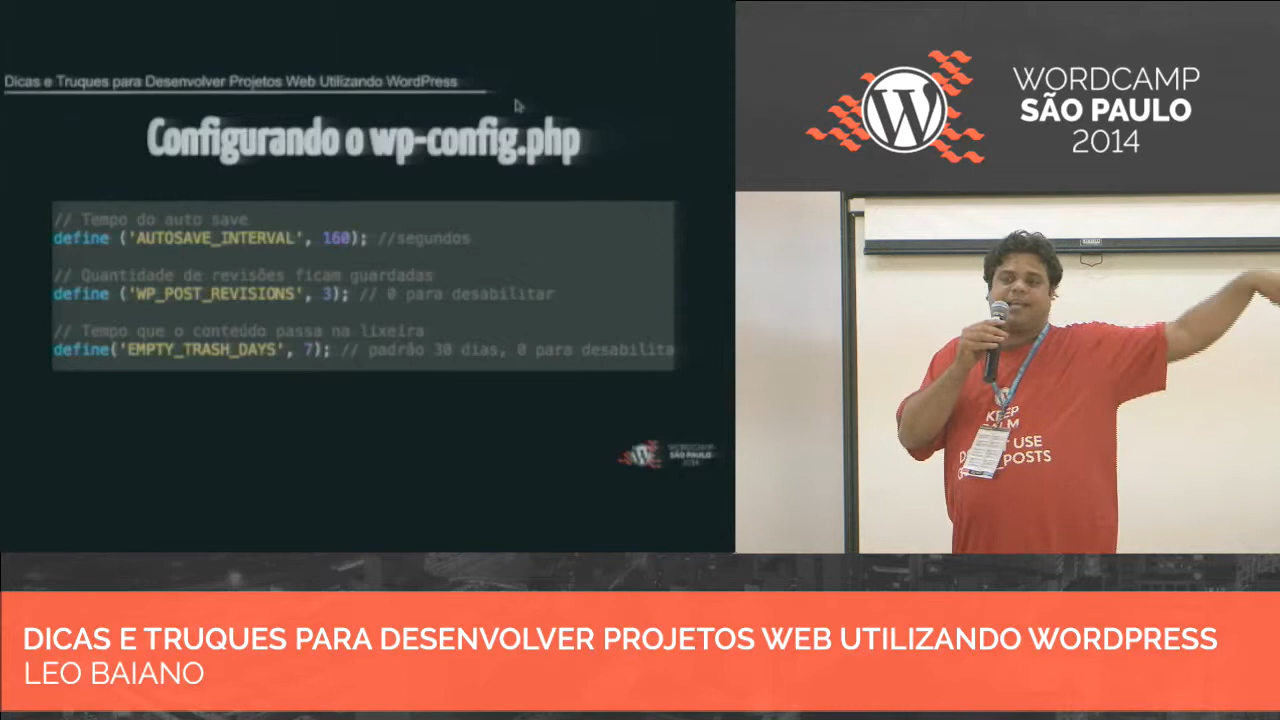 Dicas e Truques para Desenvolver Projetos Web Utilizando WordPress
Configurando o wp-config.php
// Tempo do auto save
define ('AUTOSAVE_INTERVAL', 160); //segundos
// Quantidade de revisões ficam guardadas
define ('WP_POST_REVISIONS', 3); // 0 para desabilitar
// Tempo que o conteúdo passa na lixeira
define('EMPTY_TRASH_DAYS', 7); // padrão 30 dias, 0 para desabilita
WORDCAMP
SÃO PAULO
2014
WORDCAMP
SÃO PAULO
2014
KEEP
USE
POSTS
DICAS E TRUQUES PARA DESENVOLVER PROJETOS WEB UTILIZANDO WORDPRESS
LEO BAIANO